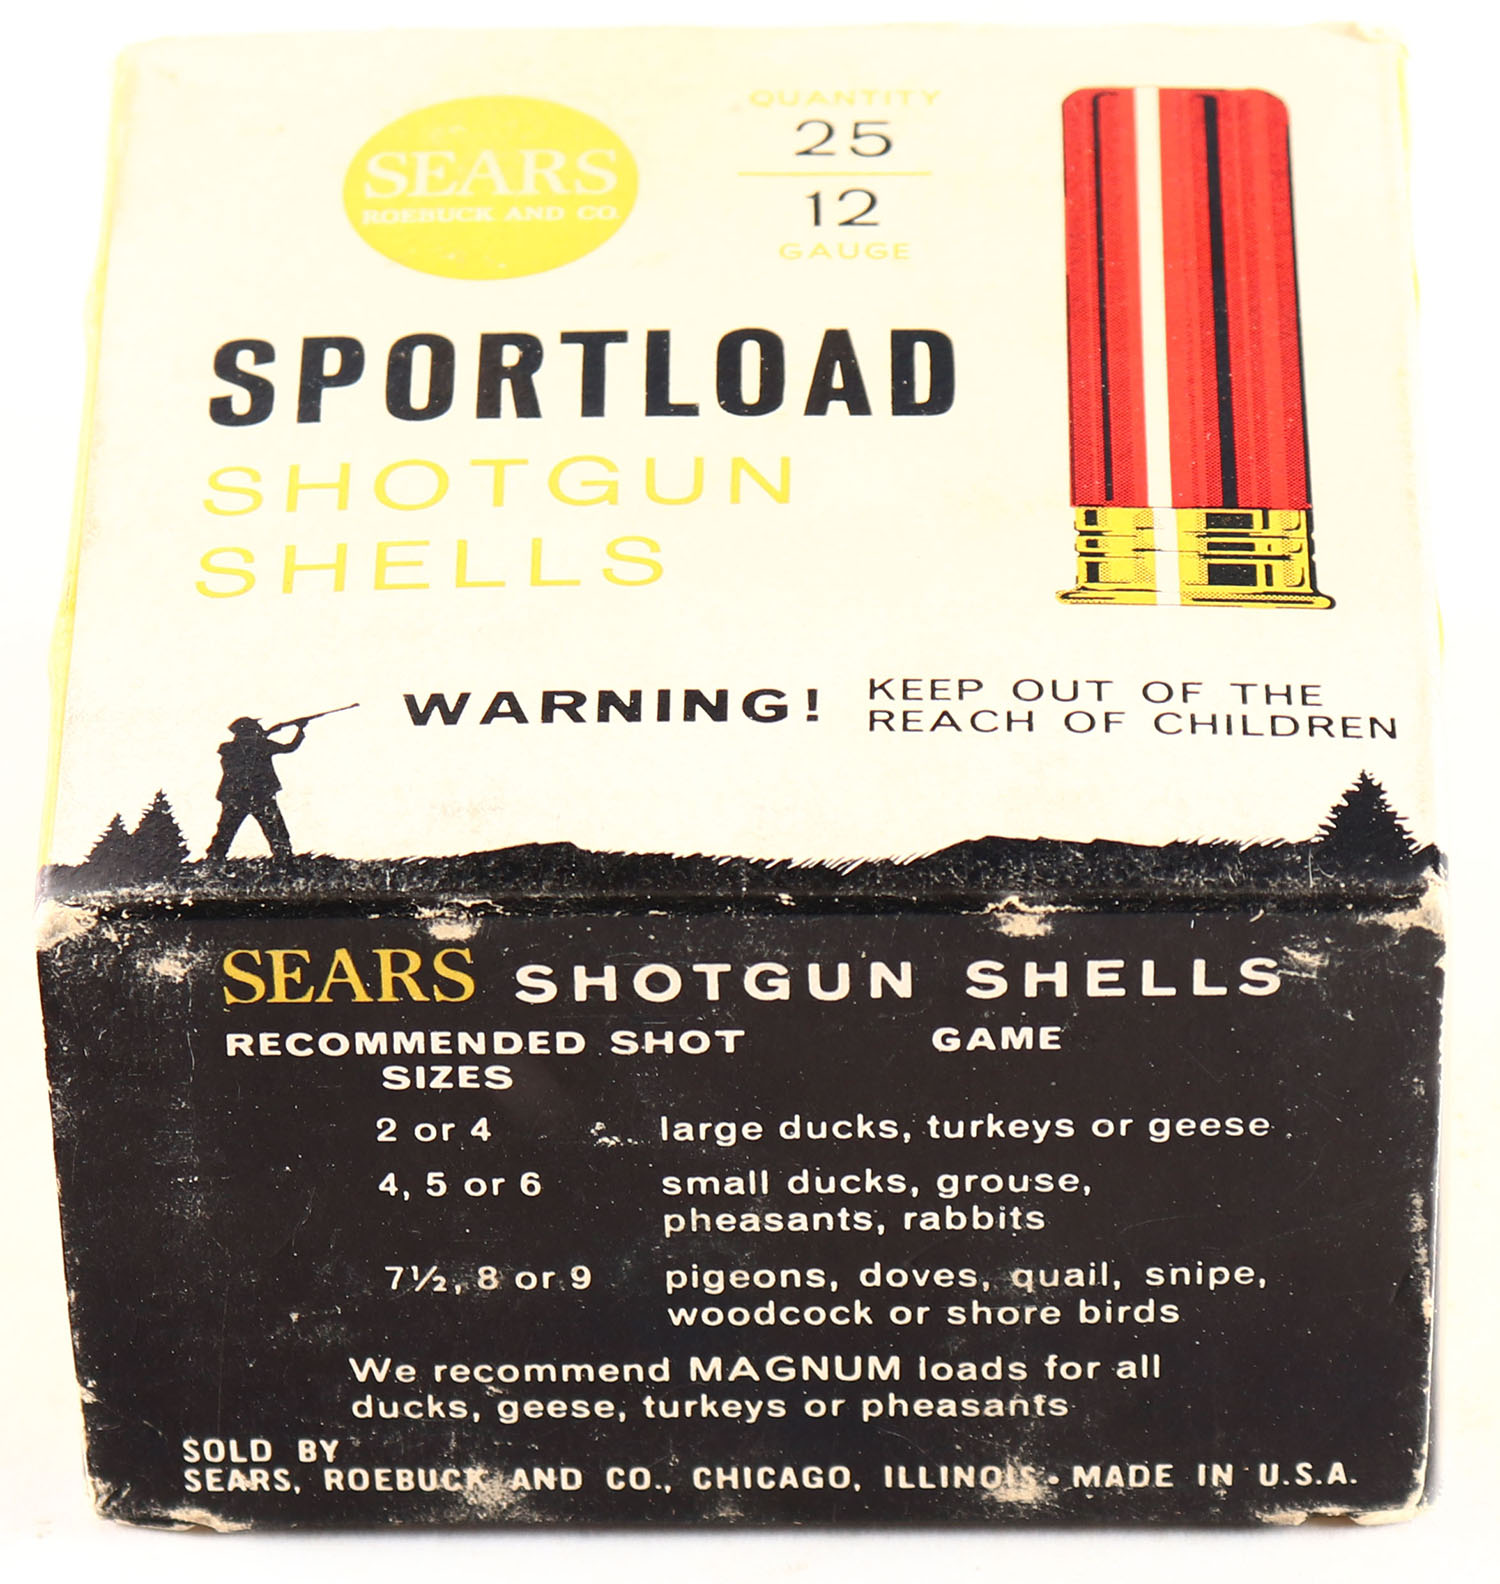 SEARS
ROEBUCK AND CO.
QUANTITY
25
12
GAUGE
SPORTLOAD
SHOTGUN
SHELLS
WARNING!
KEEP OUT OF THE
REACH OF CHILDREN
SEARS SHOTGUN SHELLS
RECOMMENDED SHOT GAME
SIZES
2 or 4 large ducks, turkeys or geese
4, 5 or 6 small ducks, grouse,
pheasants, rabbits
7½, 8 or 9 pigeons, doves, quail, snipe,
woodcock or shore birds
We recommend MAGNUM loads for all
ducks, geese, turkeys or pheasants
SOLD BY
SEARS, ROEBUCK AND CO., CHICAGO, ILLINOIS • MADE IN U.S.A.